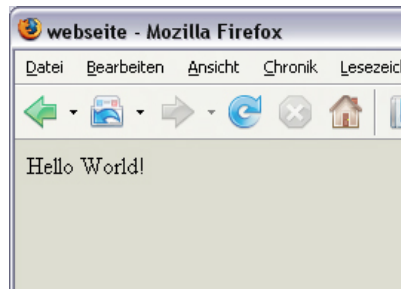 webseite - Mozilla Firefox
Datei Bearbeiten Ansicht Chronik
Hello World!